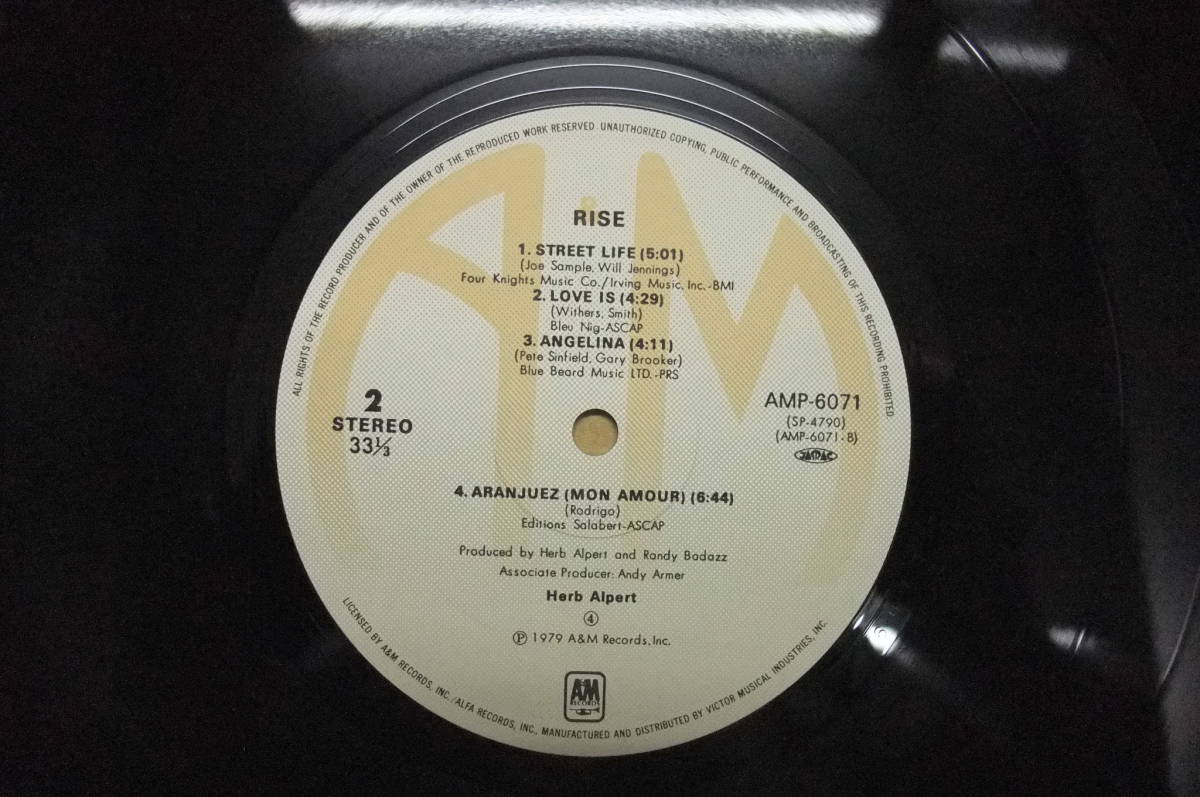 ALL RIGHTS OF THE RECORD PRODUCER AND OF THE OWNER OF THE REPRODUCED WORK RESERVED UNAUTHORIZED COPYING, PUBLIC PERFORMANCE AND BROADCASTING OF THIS RECORDING PROHIBITED
RISE
1. STREET LIFE (5:01)
(Joe Sample, Will Jennings)
Four Knights Music Co./Irving Music, Inc.-BMI
2. LOVE IS (4:29)
(Withers, Smith)
Bleu Nig-ASCAP
3. ANGELINA (4:11)
(Pete Sinfield, Gary Brooker)
Blue Beard Music LTD.-PRS
2
STEREO
33⅓
AMP-6071
(SP-4790)
(AMP-6071-B)
JASRAC
4. ARANJUEZ (MON AMOUR) (6:44)
(Rodrigo)
Editions Salabert-ASCAP
Produced by Herb Alpert and Randy Badazz
Associate Producer: Andy Armer
Herb Alpert
④
Ⓟ 1979 A&M Records, Inc.
A&M
RECORDS
LICENSED BY A&M RECORDS, INC./ALFA RECORDS, INC., MANUFACTURED AND DISTRIBUTED BY VICTOR MUSICAL INDUSTRIES, INC.